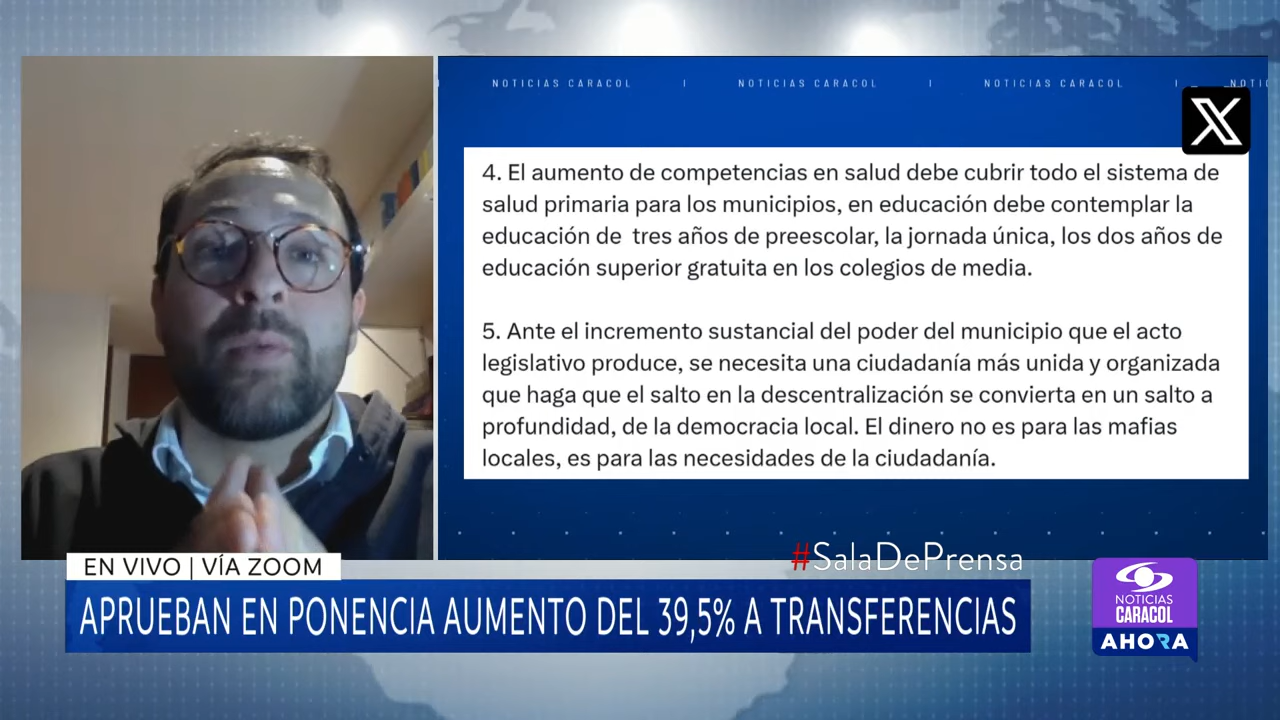 NOTICIAS CARACOL | NOTICIAS CARACOL | NOTICIAS CARACOL | NOTI
X
4. El aumento de competencias en salud debe cubrir todo el sistema de
salud primaria para los municipios, en educación debe contemplar la
educación de tres años de preescolar, la jornada única, los dos años de
educación superior gratuita en los colegios de media.
5. Ante el incremento sustancial del poder del municipio que el acto
legislativo produce, se necesita una ciudadanía más unida y organizada
que haga que el salto en la descentralización se convierta en un salto a
profundidad, de la democracia local. El dinero no es para las mafias
locales, es para las necesidades de la ciudadanía.
#SalaDePrensa
EN VIVO | VÍA ZOOM
APRUEBAN EN PONENCIA AUMENTO DEL 39,5% A TRANSFERENCIAS
NOTICIAS
CARACOL
AHORA